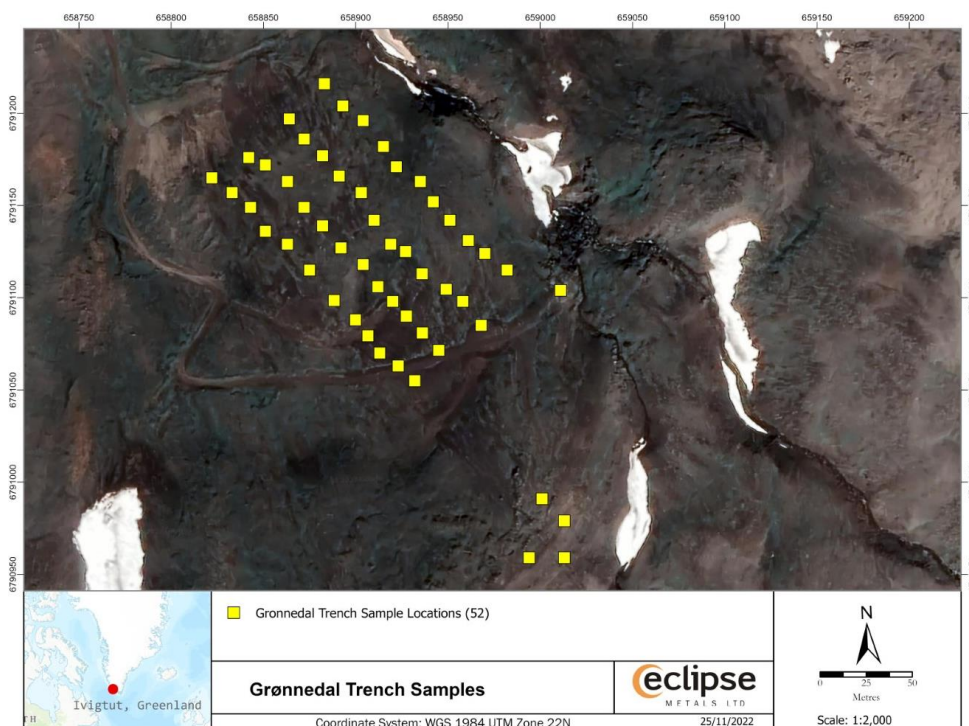 658750 658800 658850 658900 658950 659000 659050 659100 659150 659200
6791200
6791150
6791100
6791050
6791000
6790950
Gronnedal Trench Sample Locations (52)
Grønnedal Trench Samples
eclipse
METALS LTD
Coordinate System: WGS 1984 UTM Zone 22N
25/11/2022
N
0 25 50
Metres
Scale: 1:2,000
Ivigtut, Greenland